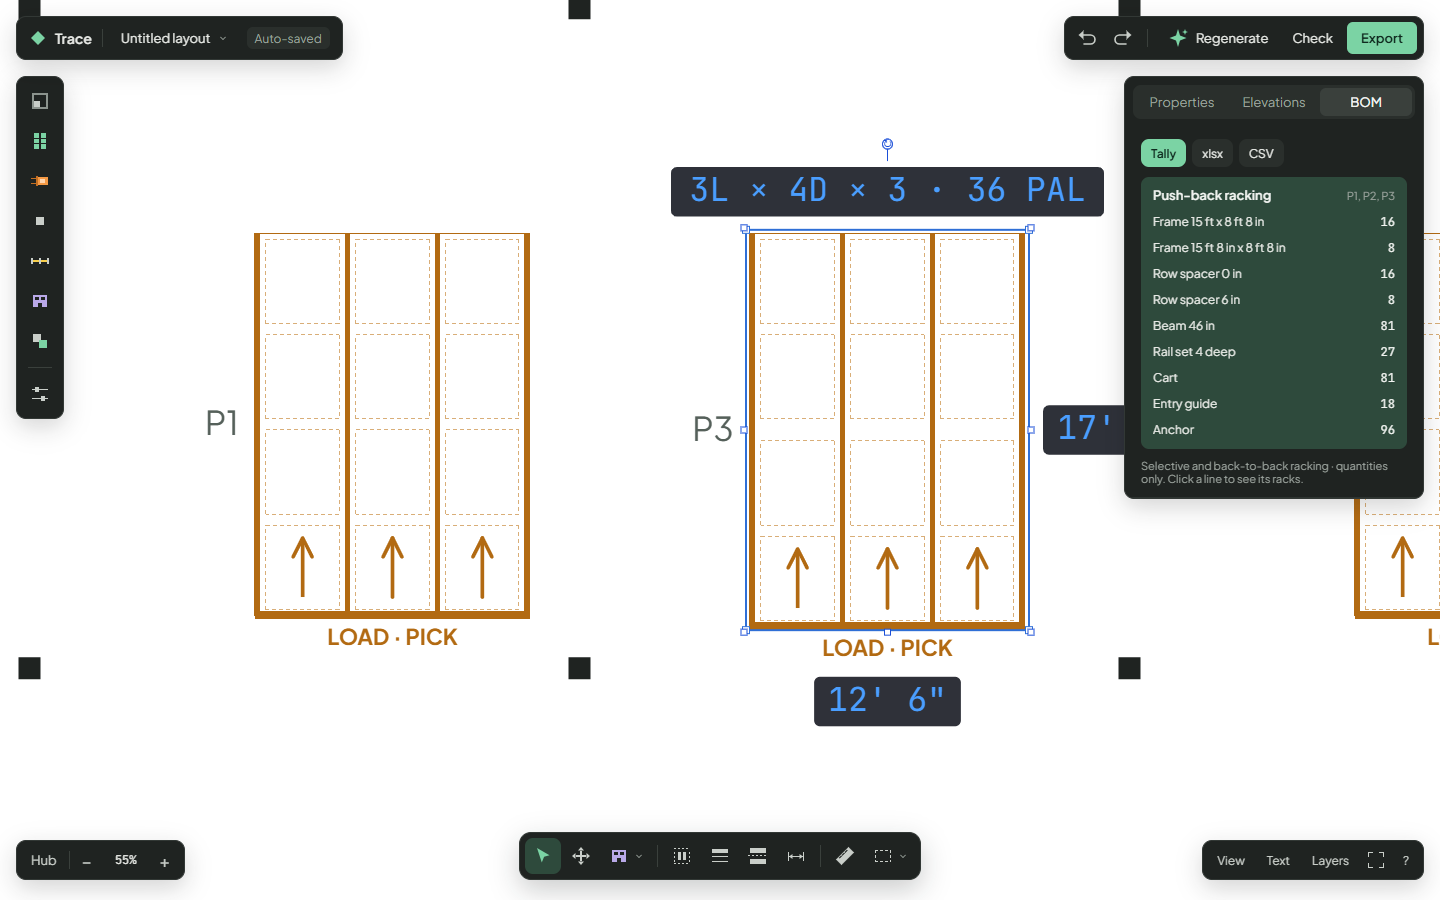 Trace
Untitled layout
Auto-saved
Regenerate
Check
Export
Properties
Elevations
BOM
Tally
xlsx
CSV
Push-back racking P1, P2, P3
Frame 15 ft x 8 ft 8 in 16
Frame 15 ft 8 in x 8 ft 8 in 8
Row spacer 0 in 16
Row spacer 6 in 8
Beam 46 in 81
Rail set 4 deep 27
Cart 81
Entry guide 18
Anchor 96
Selective and back-to-back racking · quantities
only. Click a line to see its racks.
3L × 4D × 3 · 36 PAL
P1
P3
17'
LOAD · PICK
LOAD · PICK
L
12' 6"
Hub
−
55%
+
View
Text
Layers
?